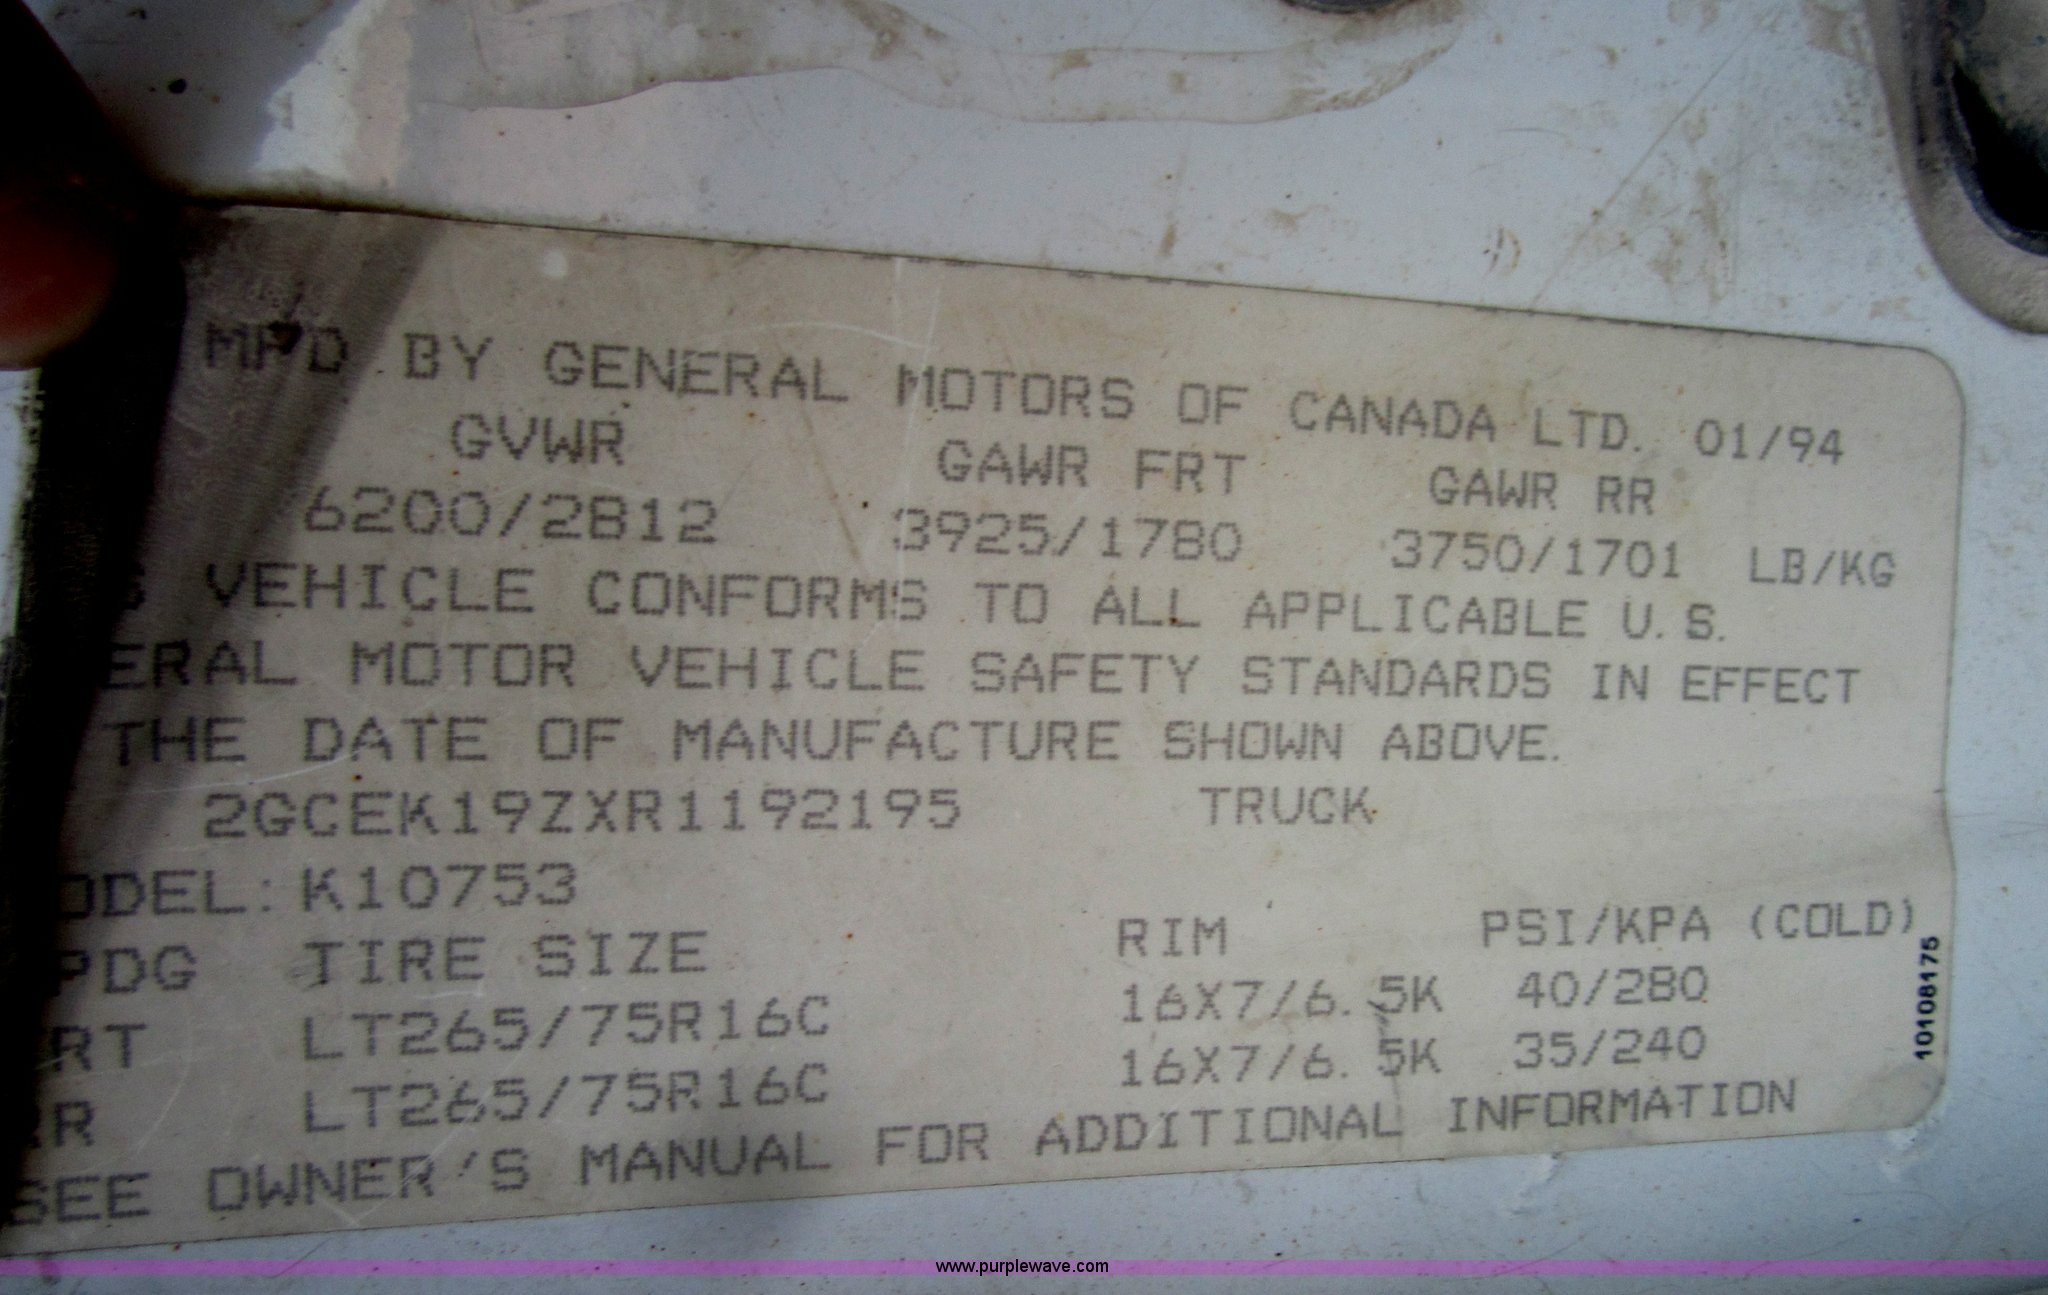 MFD BY GENERAL MOTORS OF CANADA LTD. 01/94
GVWR GAWR FRT GAWR RR
6200/2812 3925/1780 3750/1701 LB/KG
S VEHICLE CONFORMS TO ALL APPLICABLE U.S.
ERAL MOTOR VEHICLE SAFETY STANDARDS IN EFFECT
THE DATE OF MANUFACTURE SHOWN ABOVE.
2GCEK19ZXR1192195 TRUCK
ODEL: K10753
PDG TIRE SIZE RIM PSI/KPA (COLD)
RT LT265/75R16C 16X7/6.5K 40/280
RR LT265/75R16C 16X7/6.5K 35/240
SEE OWNER'S MANUAL FOR ADDITIONAL INFORMATION
10108175
www.purplewave.com